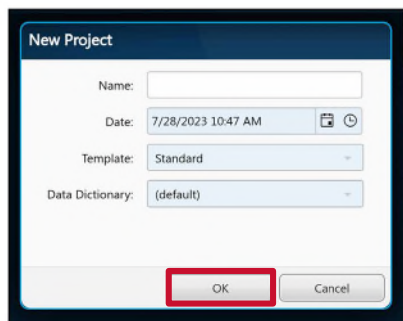 New Project
Name:
Date: 7/28/2023 10:47 AM
Template: Standard
Data Dictionary: (default)
OK Cancel